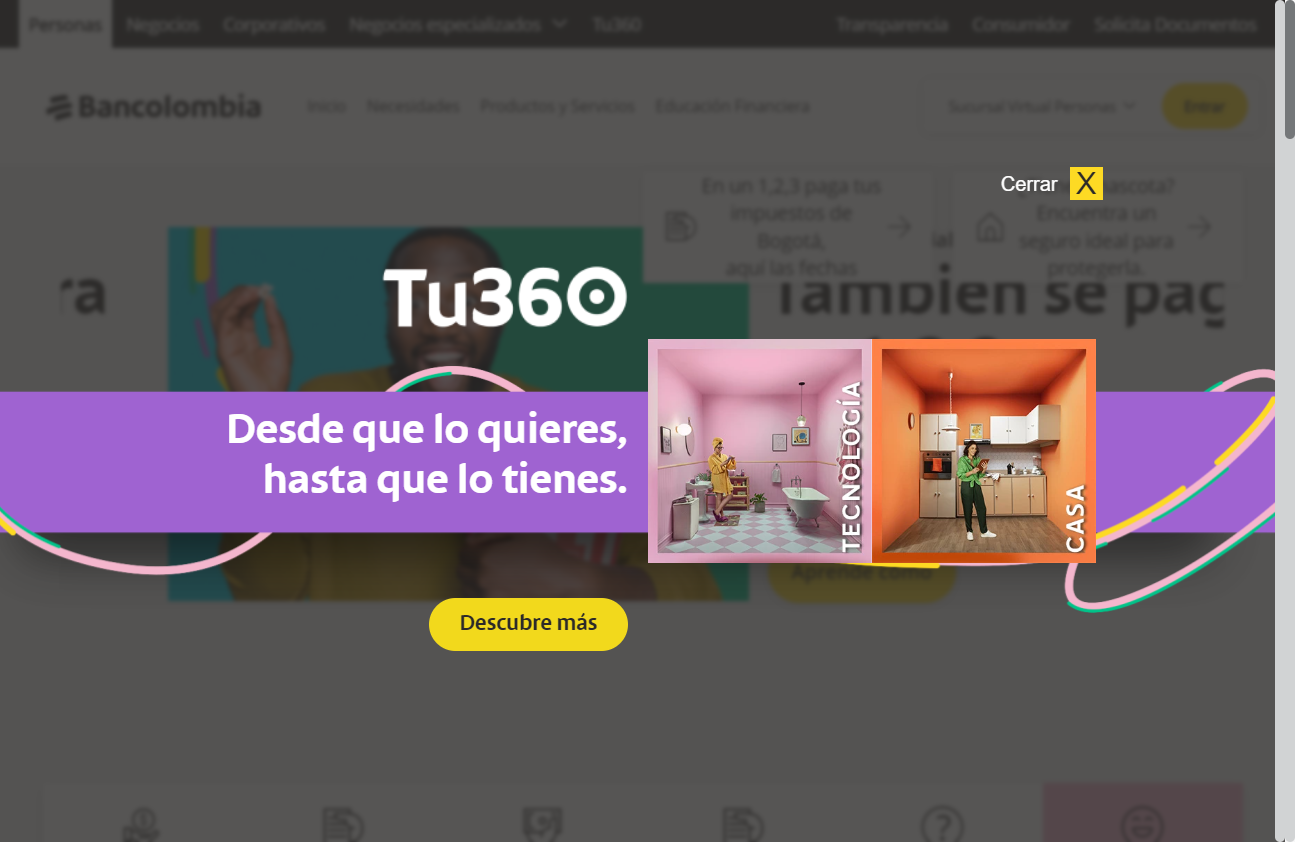 Personas Negocios Corporativos Negocios especializados Tu360 Transparencia Consumidor Solicita Documentos
Bancolombia Inicio Necesidades Productos y Servicios Educación Financiera Sucursal Virtual Personas Entrar
Cerrar X
En un 1,2,3 paga tus
impuestos de
Bogotá,
aquí las fechas
mascota?
Encuentra un
seguro ideal para
protegerla.
ra
También se pag
Tu360
Desde que lo quieres,
hasta que lo tienes.
TECNOLOGÍA
CASA
Aprende cómo
Descubre más